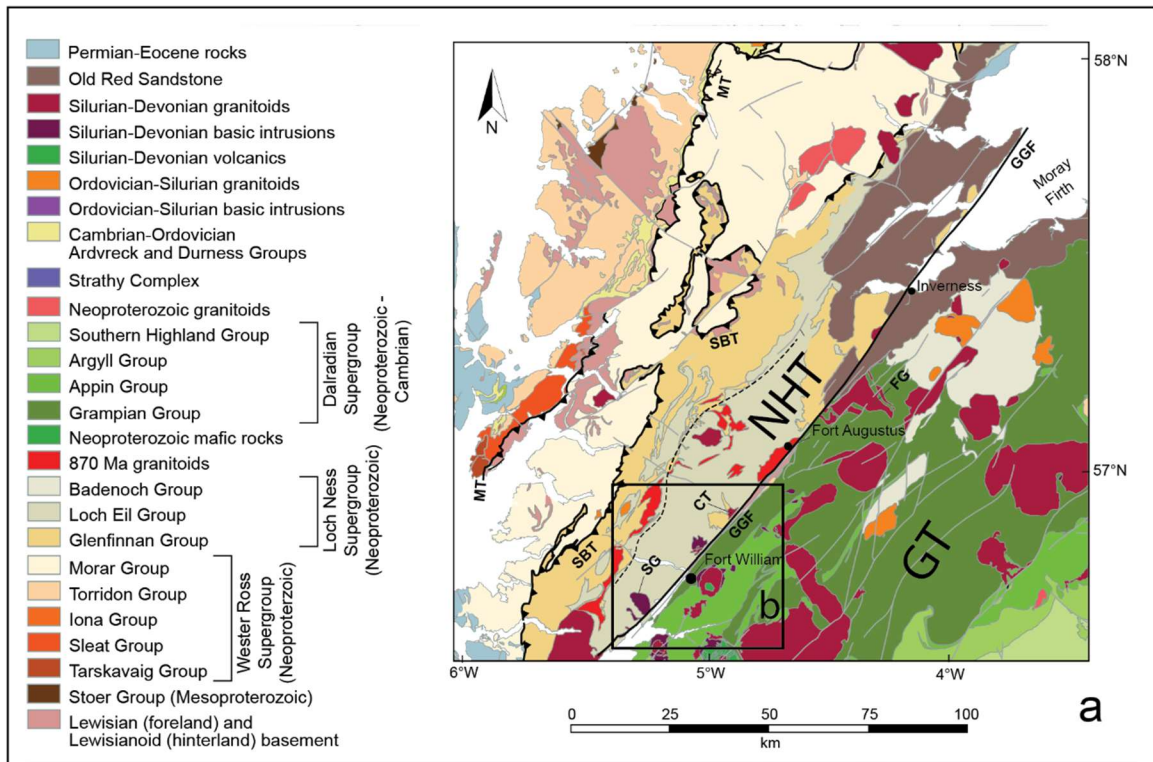 Permian-Eocene rocks
Old Red Sandstone
Silurian-Devonian granitoids
Silurian-Devonian basic intrusions
Silurian-Devonian volcanics
Ordovician-Silurian granitoids
Ordovician-Silurian basic intrusions
Cambrian-Ordovician
Ardvreck and Durness Groups
Strathy Complex
Neoproterozoic granitoids
Southern Highland Group
Argyll Group
Appin Group
Grampian Group
Dalradian
Supergroup
(Neoproterozoic -
Cambrian)
Neoproterozoic mafic rocks
870 Ma granitoids
Badenoch Group
Loch Eil Group
Glenfinnan Group
Loch Ness
Supergroup
(Neoproterozoic)
Morar Group
Torridon Group
Iona Group
Sleat Group
Tarskavaig Group
Wester Ross
Supergroup
(Neoproterzoic)
Stoer Group (Mesoproterozoic)
Lewisian (foreland) and
Lewisianoid (hinterland) basement
N
MT
58°N
GGF
Moray
Firth
Inverness
SBT
NHT
FG
Fort Augustus
57°N
MT
CT
GGF
SBT
SG
Fort William
GT
b
6°W
5°W
4°W
0
25
50
75
100
km
a